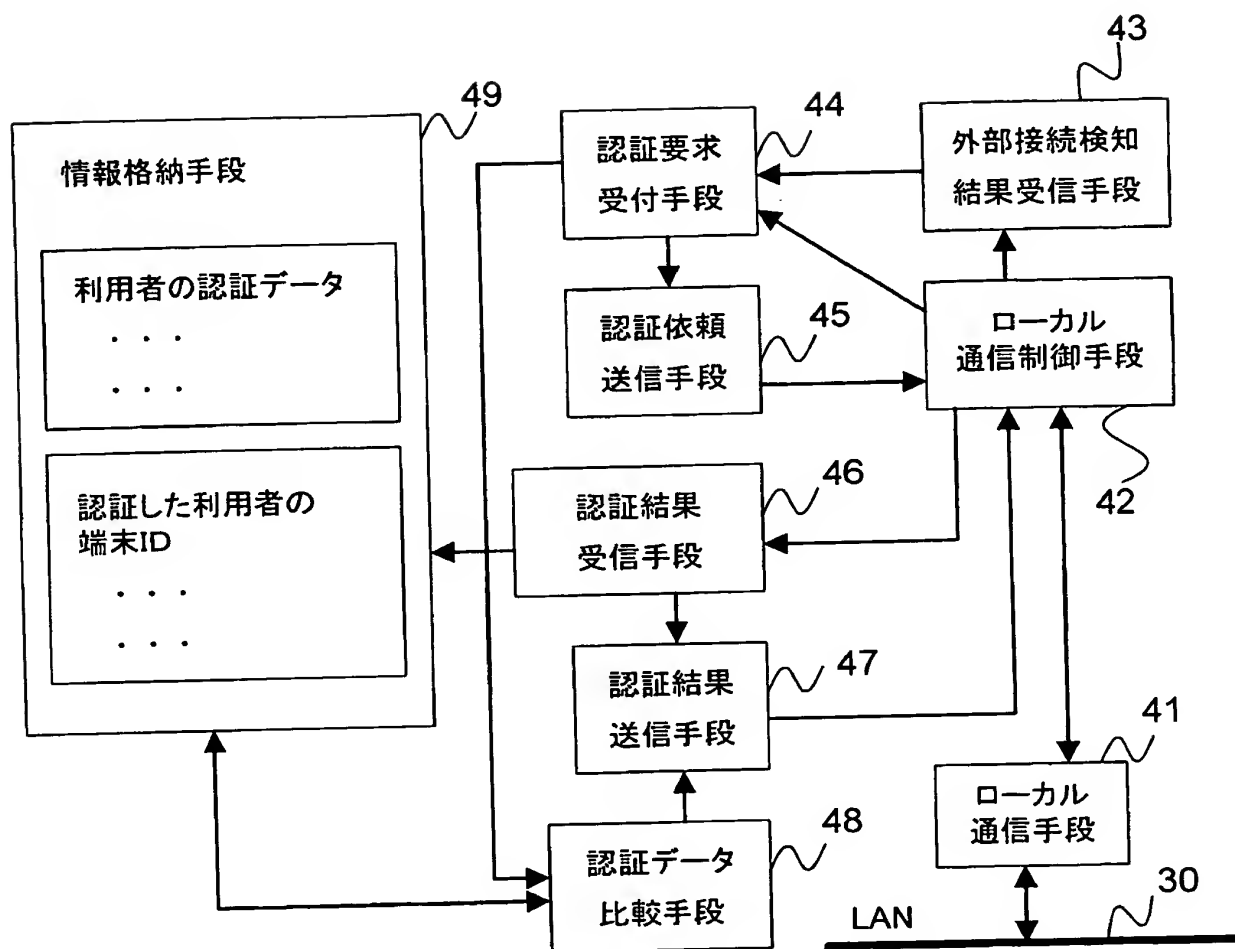 43
49
44
認証要求
受付手段
外部接続検知
結果受信手段
情報格納手段
利用者の認証データ
・・・
・・・
認証依頼
送信手段
45
ローカル
通信制御手段
42
認証した利用者の
端末ID
・・・
・・・
46
認証結果
受信手段
認証結果
送信手段
47
41
ローカル
通信手段
認証データ
比較手段
48
LAN
30